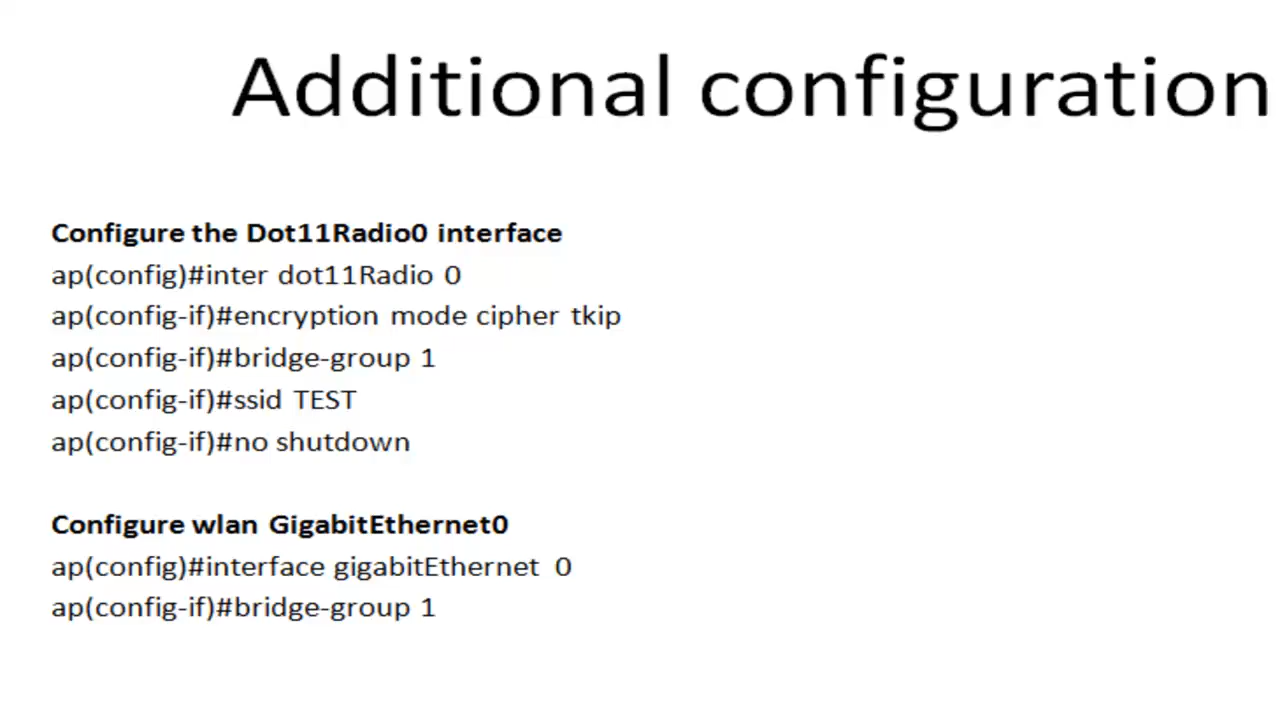 Additional configuration
Configure the Dot11Radio0 interface
ap(config)#inter dot11Radio 0
ap(config-if)#encryption mode cipher tkip
ap(config-if)#bridge-group 1
ap(config-if)#ssid TEST
ap(config-if)#no shutdown
Configure wlan GigabitEthernet0
ap(config)#interface gigabitEthernet 0
ap(config-if)#bridge-group 1